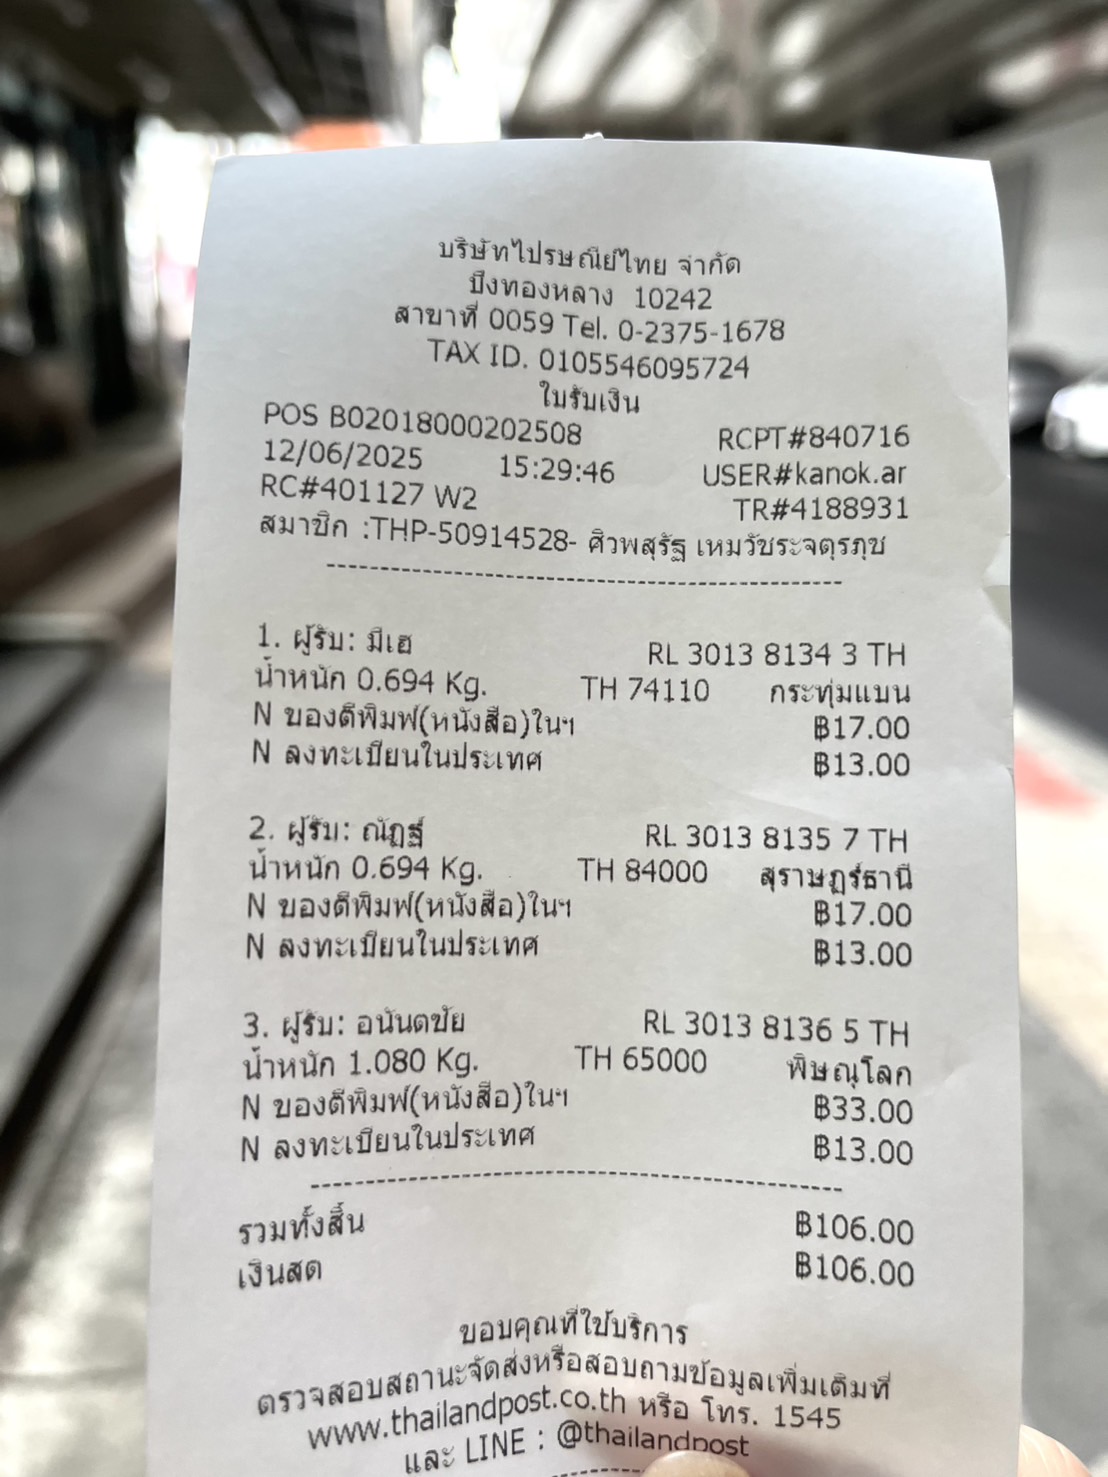 บริษัทไปรษณีย์ไทย จำกัด
บึงทองหลาง 10242
สาขาที่ 0059 Tel. 0-2375-1678
TAX ID. 0105546095724
ใบรับเงิน
POS B02018000202508 RCPT#840716
12/06/2025 15:29:46 USER#kanok.ar
RC#401127 W2 TR#4188931
สมาชิก :THP-50914528- ศิวพสุรัฐ เหมวัชระจตุรภุช
1. ผู้รับ: มีเฮ RL 3013 8134 3 TH
น้ำหนัก 0.694 Kg. TH 74110 กระทุ่มแบน
N ของตีพิมพ์(หนังสือ)ในฯ ฿17.00
N ลงทะเบียนในประเทศ ฿13.00
2. ผู้รับ: ณัฏฐ์ RL 3013 8135 7 TH
น้ำหนัก 0.694 Kg. TH 84000 สุราษฎร์ธานี
N ของตีพิมพ์(หนังสือ)ในฯ ฿17.00
N ลงทะเบียนในประเทศ ฿13.00
3. ผู้รับ: อนันตชัย RL 3013 8136 5 TH
น้ำหนัก 1.080 Kg. TH 65000 พิษณุโลก
N ของตีพิมพ์(หนังสือ)ในฯ ฿33.00
N ลงทะเบียนในประเทศ ฿13.00
รวมทั้งสิ้น ฿106.00
เงินสด ฿106.00
ขอบคุณที่ใช้บริการ
ตรวจสอบสถานะจัดส่งหรือสอบถามข้อมูลเพิ่มเติมที่
www.thailandpost.co.th หรือ โทร. 1545
และ LINE : @thailandpost